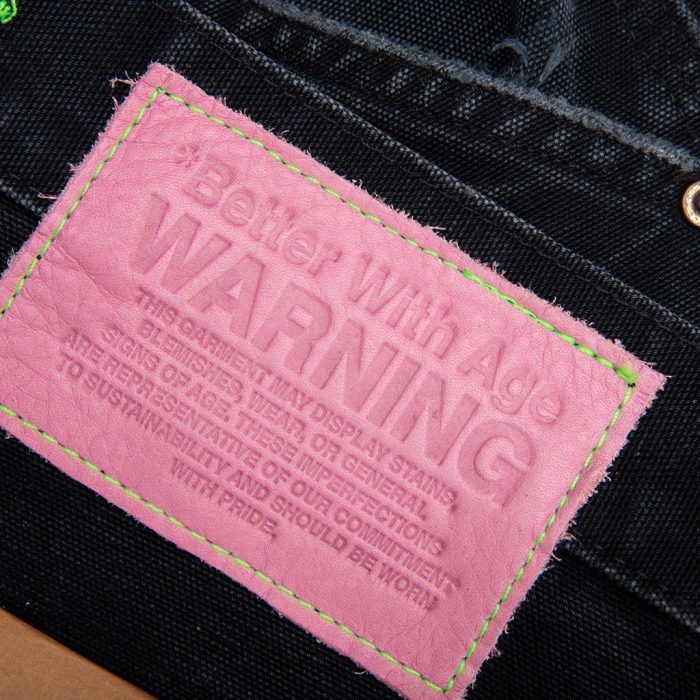 *Better With Age
WARNING
THIS GARMENT MAY DISPLAY STAINS,
BLEMISHES, WEAR, OR GENERAL
SIGNS OF AGE. THESE IMPERFECTIONS
ARE REPRESENTATIVE OF OUR COMMITMENT
TO SUSTAINABILITY AND SHOULD BE WORN
WITH PRIDE.